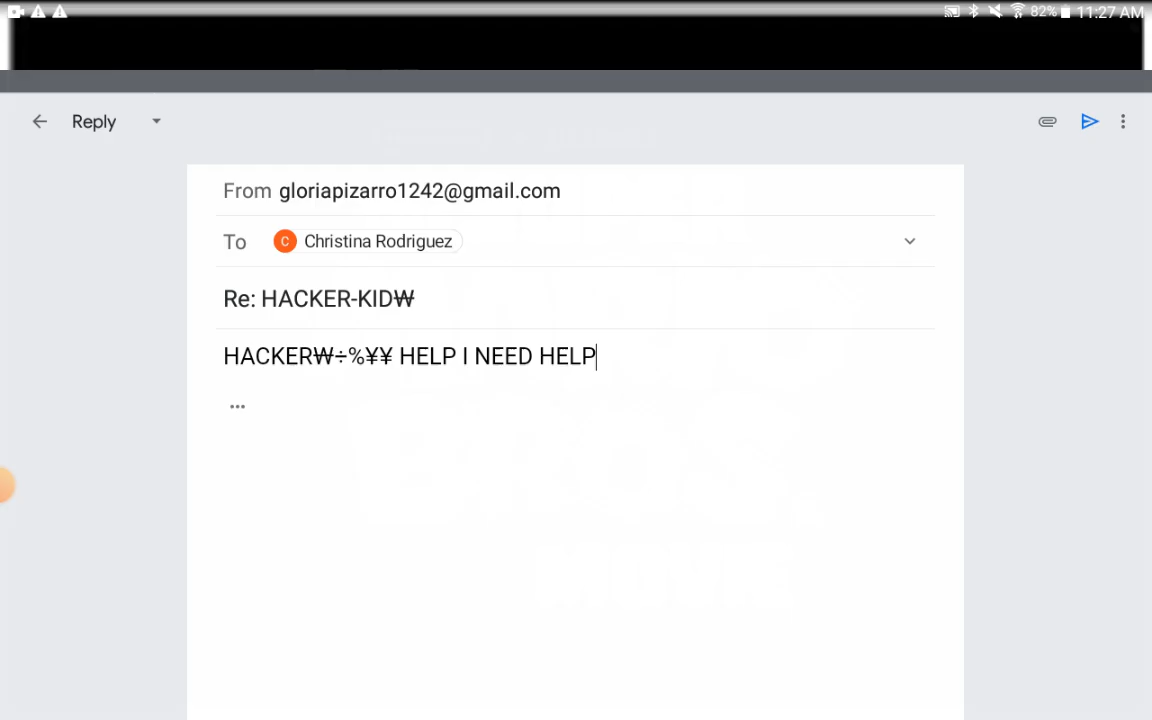 82% 11:27 AM
Reply
From gloriapizarro1242@gmail.com
To C Christina Rodriguez
Re: HACKER-KID₩
HACKER₩÷%¥¥ HELP I NEED HELP
...